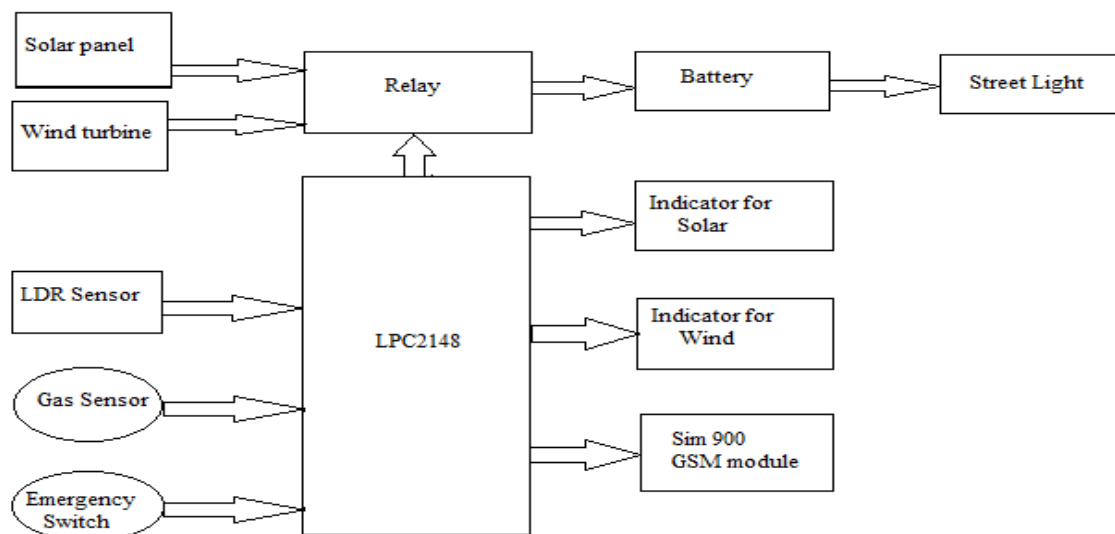 Solar panel
Relay
Battery
Street Light
Wind turbine
Indicator for
Solar
LDR Sensor
LPC2148
Indicator for
Wind
Gas Sensor
Sim 900
GSM module
Emergency
Switch